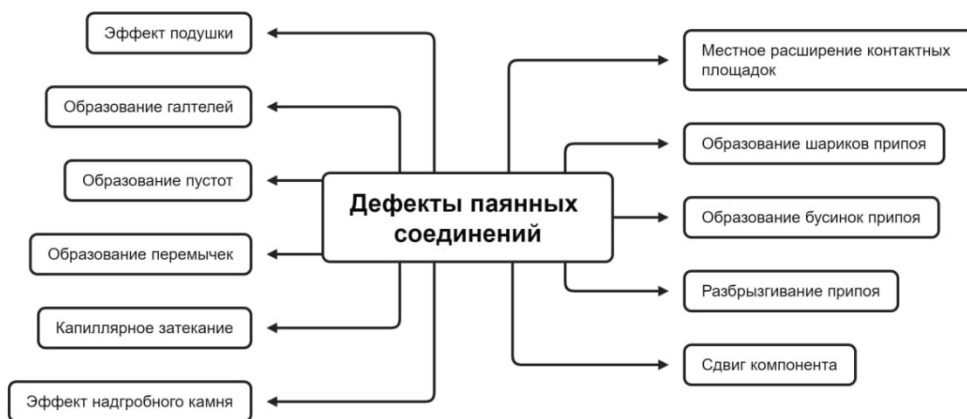 Эффект подушки
Образование галтелей
Образование пустот
Образование перемычек
Капиллярное затекание
Эффект надгробного камня
Дефекты паянных
соединений
Местное расширение контактных
площадок
Образование шариков припоя
Образование бусинок припоя
Разбрызгивание припоя
Сдвиг компонента